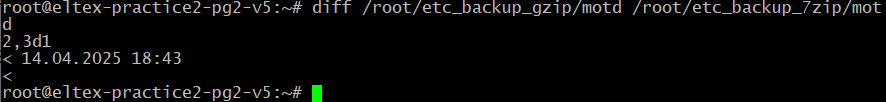 root@eltex-practice2-pg2-v5:~# diff /root/etc_backup_gzip/motd /root/etc_backup_7zip/mot
d
2,3d1
< 14.04.2025 18:43
<
root@eltex-practice2-pg2-v5:~#